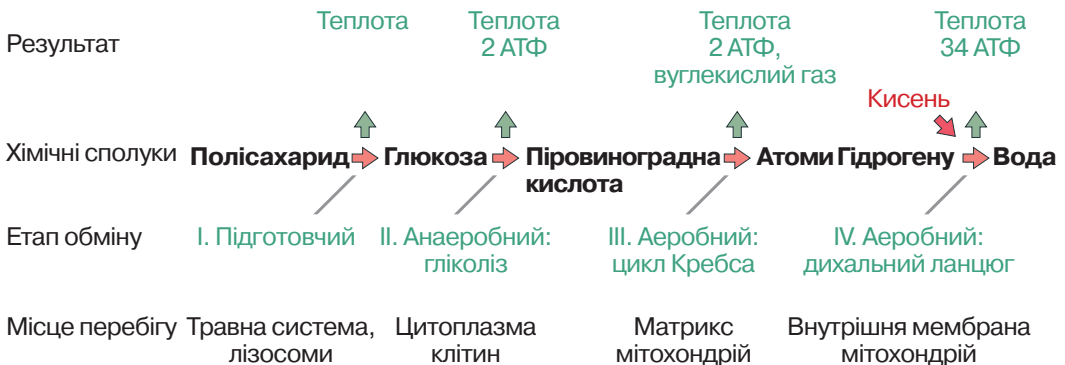 Результат
Теплота
Теплота
2 АТФ
Теплота
2 АТФ,
вуглекислий газ
Теплота
34 АТФ
Кисень
Хімічні сполуки
Полісахарид
Глюкоза
Піровиноградна
кислота
Атоми Гідрогену
Вода
Етап обміну
І. Підготовчий
ІІ. Анаеробний:
гліколіз
ІІІ. Аеробний:
цикл Кребса
IV. Аеробний:
дихальний ланцюг
Місце перебігу
Травна система,
лізосоми
Цитоплазма
клітин
Матрикс
мітохондрій
Внутрішня мембрана
мітохондрій